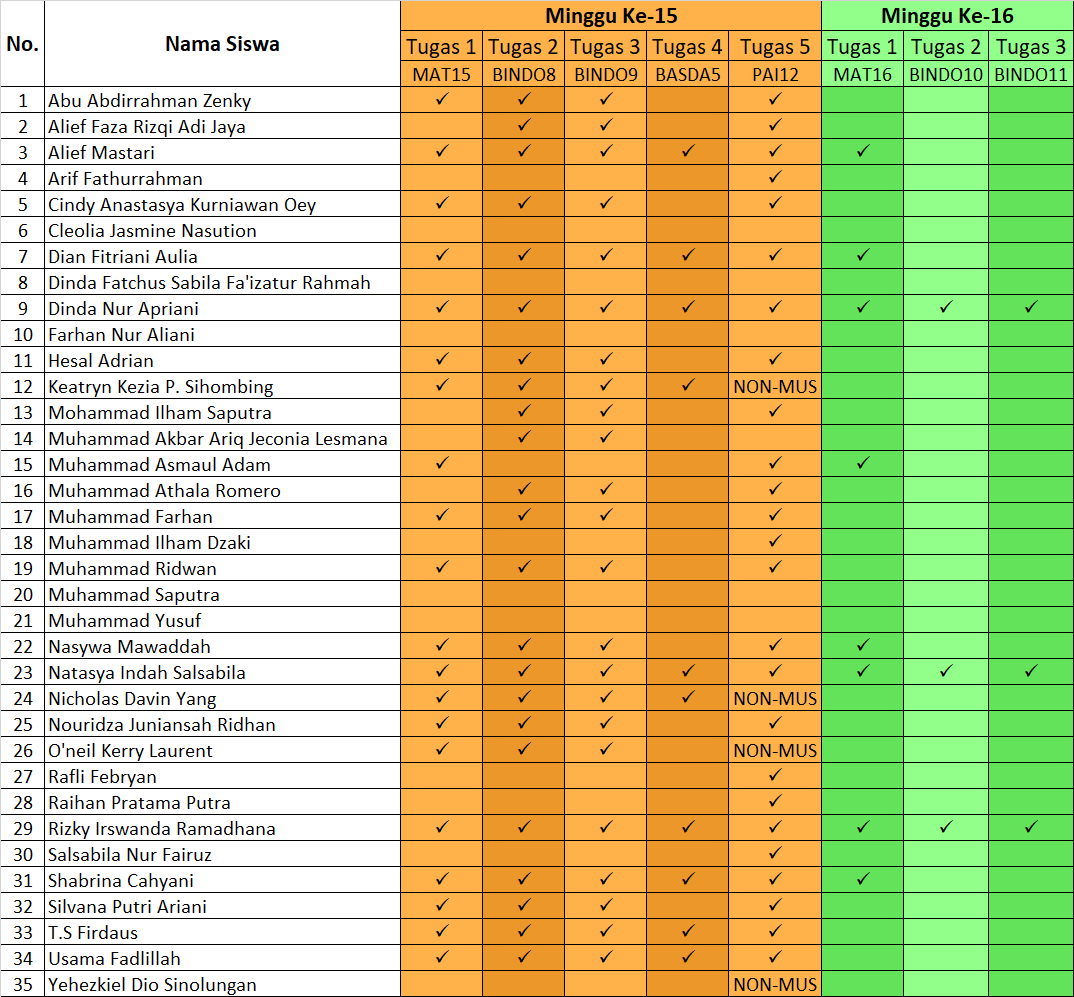 No. Nama Siswa Minggu Ke-15 Minggu Ke-16
Tugas 1 Tugas 2 Tugas 3 Tugas 4 Tugas 5 Tugas 1 Tugas 2 Tugas 3
MAT15 BINDO8 BINDO9 BASDA5 PAI12 MAT16 BINDO10 BINDO11
1 Abu Abdirrahman Zenky ✓ ✓ ✓ ✓
2 Alief Faza Rizqi Adi Jaya ✓ ✓ ✓
3 Alief Mastari ✓ ✓ ✓ ✓ ✓ ✓
4 Arif Fathurrahman ✓
5 Cindy Anastasya Kurniawan Oey ✓ ✓ ✓ ✓
6 Cleolia Jasmine Nasution
7 Dian Fitriani Aulia ✓ ✓ ✓ ✓ ✓ ✓
8 Dinda Fatchus Sabila Fa'izatur Rahmah
9 Dinda Nur Apriani ✓ ✓ ✓ ✓ ✓ ✓ ✓ ✓
10 Farhan Nur Aliani
11 Hesal Adrian ✓ ✓ ✓ ✓
12 Keatryn Kezia P. Sihombing ✓ ✓ ✓ ✓ NON-MUS
13 Mohammad Ilham Saputra ✓ ✓ ✓
14 Muhammad Akbar Ariq Jeconia Lesmana ✓ ✓
15 Muhammad Asmaul Adam ✓ ✓ ✓
16 Muhammad Athala Romero ✓ ✓ ✓
17 Muhammad Farhan ✓ ✓ ✓ ✓
18 Muhammad Ilham Dzaki ✓
19 Muhammad Ridwan ✓ ✓ ✓ ✓
20 Muhammad Saputra
21 Muhammad Yusuf
22 Nasywa Mawaddah ✓ ✓ ✓ ✓ ✓
23 Natasya Indah Salsabila ✓ ✓ ✓ ✓ ✓ ✓ ✓ ✓
24 Nicholas Davin Yang ✓ ✓ ✓ ✓ NON-MUS
25 Nouridza Juniansah Ridhan ✓ ✓ ✓ ✓
26 O'neil Kerry Laurent ✓ ✓ ✓ NON-MUS
27 Rafli Febryan ✓
28 Raihan Pratama Putra ✓
29 Rizky Irswanda Ramadhana ✓ ✓ ✓ ✓ ✓ ✓ ✓ ✓
30 Salsabila Nur Fairuz ✓
31 Shabrina Cahyani ✓ ✓ ✓ ✓ ✓ ✓
32 Silvana Putri Ariani ✓ ✓ ✓ ✓
33 T.S Firdaus ✓ ✓ ✓ ✓ ✓
34 Usama Fadlillah ✓ ✓ ✓ ✓ ✓
35 Yehezkiel Dio Sinolungan NON-MUS